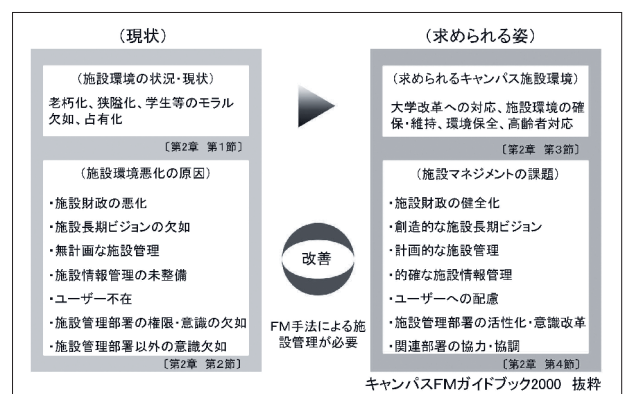 (現状)
(施設環境の状況・現状)
老朽化、狭隘化、学生等のモラル
欠如、占有化
〔第2章 第1節〕
(施設環境悪化の原因)
・施設財政の悪化
・施設長期ビジョンの欠如
・無計画な施設管理
・施設情報管理の未整備
・ユーザー不在
・施設管理部署の権限・意識の欠如
・施設管理部署以外の意識欠如
〔第2章 第2節〕
改善
FM手法による施
設管理が必要
(求められる姿)
(求められるキャンパス施設環境)
大学改革への対応、施設環境の確
保・維持、環境保全、高齢者対応
〔第2章 第3節〕
(施設マネジメントの課題)
・施設財政の健全化
・創造的な施設長期ビジョン
・計画的な施設管理
・的確な施設情報管理
・ユーザーへの配慮
・施設管理部署の活性化・意識改革
・関連部署の協力・協調
〔第2章 第4節〕
キャンパスFMガイドブック2000 抜粋